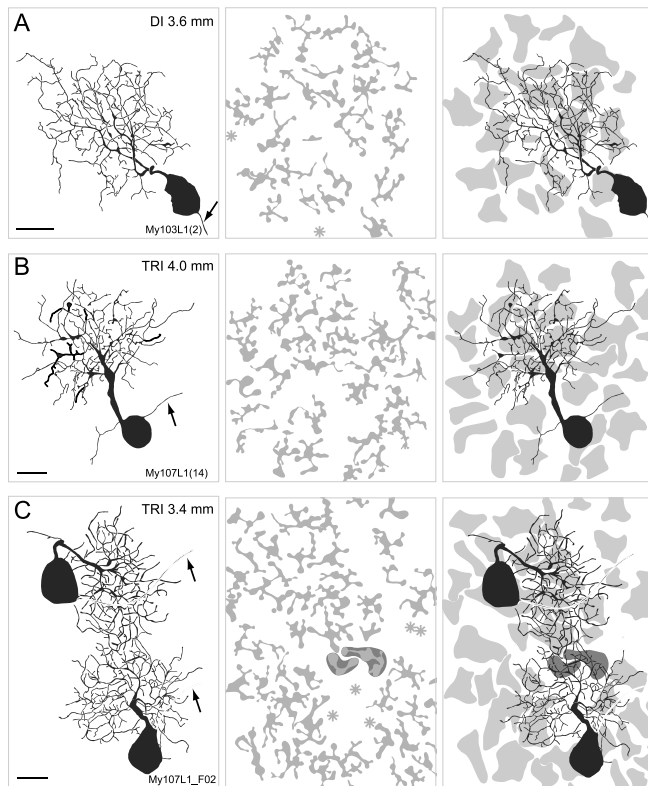 A
DI 3.6 mm
My103L1(2)
B
TRI 4.0 mm
My107L1(14)
C
TRI 3.4 mm
My107L1_F02